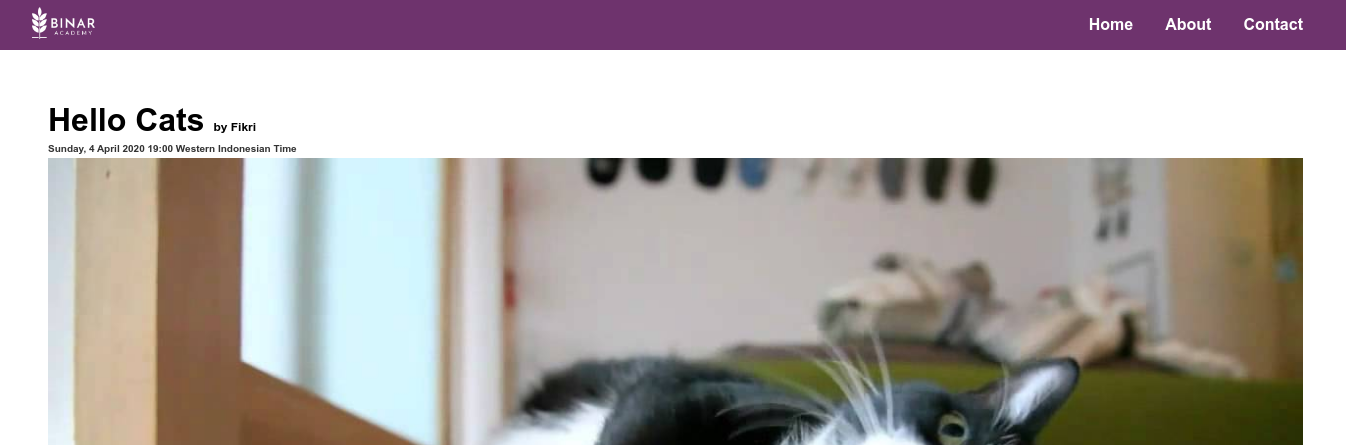 BINAR
ACADEMY
Home About Contact
Hello Cats by Fikri
Sunday, 4 April 2020 19:00 Western Indonesian Time